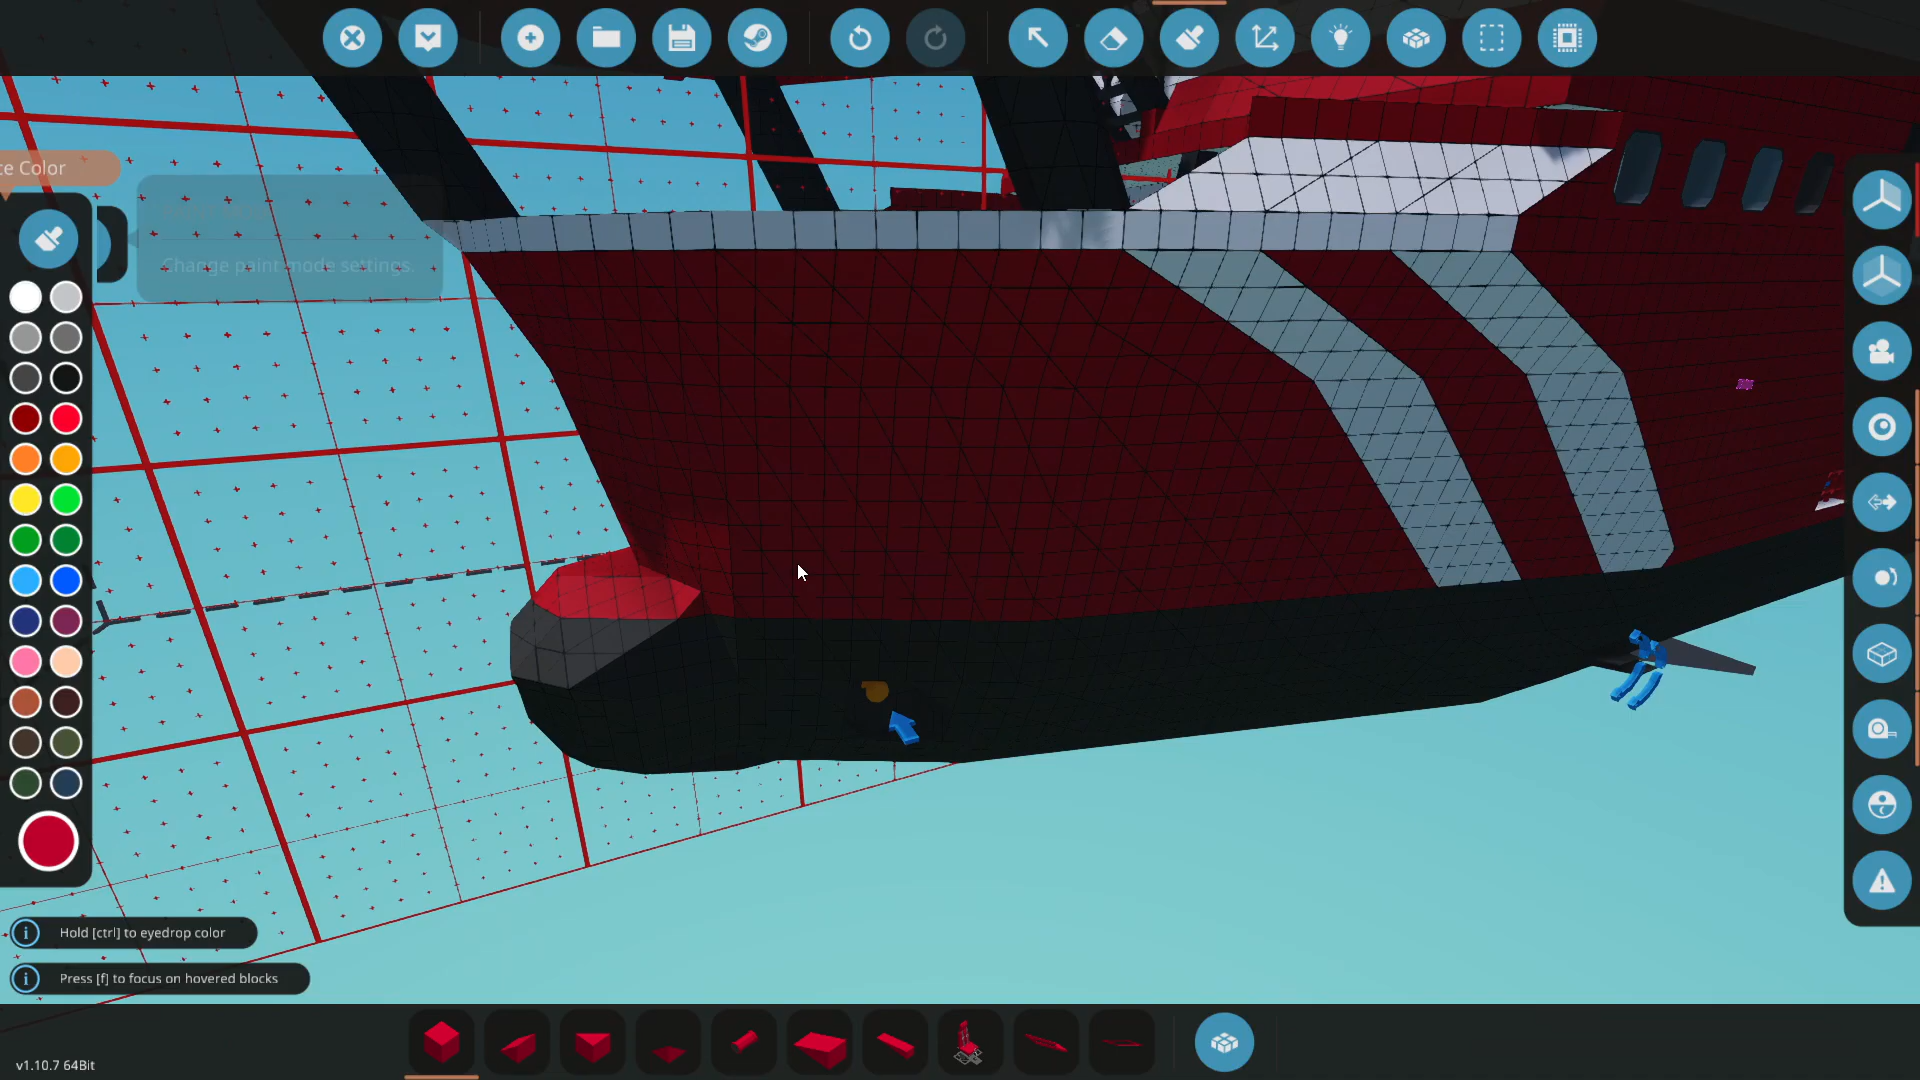 te Color
Change paint mode settings.
Hold [ctrl] to eyedrop color
Press [f] to focus on hovered blocks
v1.10.7 64Bit